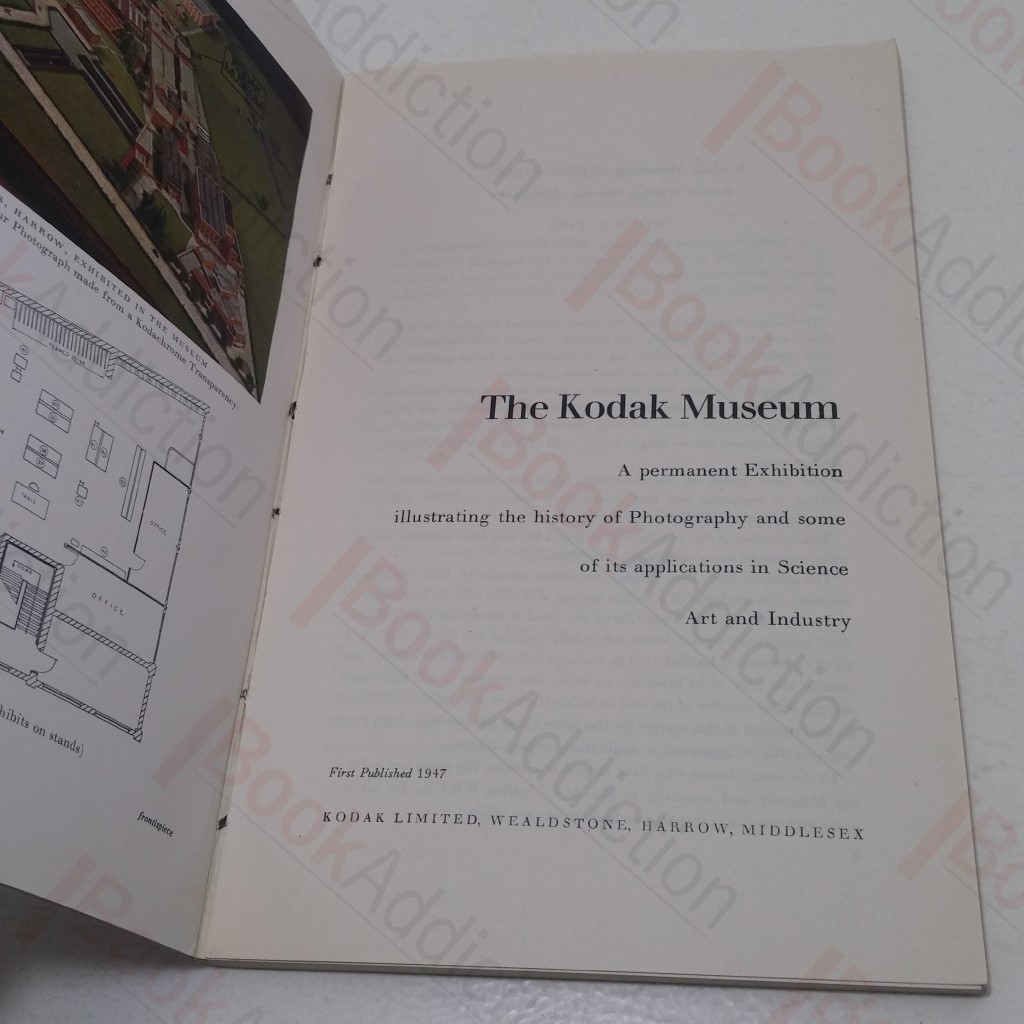 S, HARROW, EXHIBITED IN THE MUSEUM
ur Photograph made from a Kodachrome Transparency)
TABLE
OFFICE
OFFICE
hibits on stands)
frontispiece
The Kodak Museum
A permanent Exhibition
illustrating the history of Photography and some
of its applications in Science
Art and Industry
First Published 1947
KODAK LIMITED, WEALDSTONE, HARROW, MIDDLESEX
BookAddiction